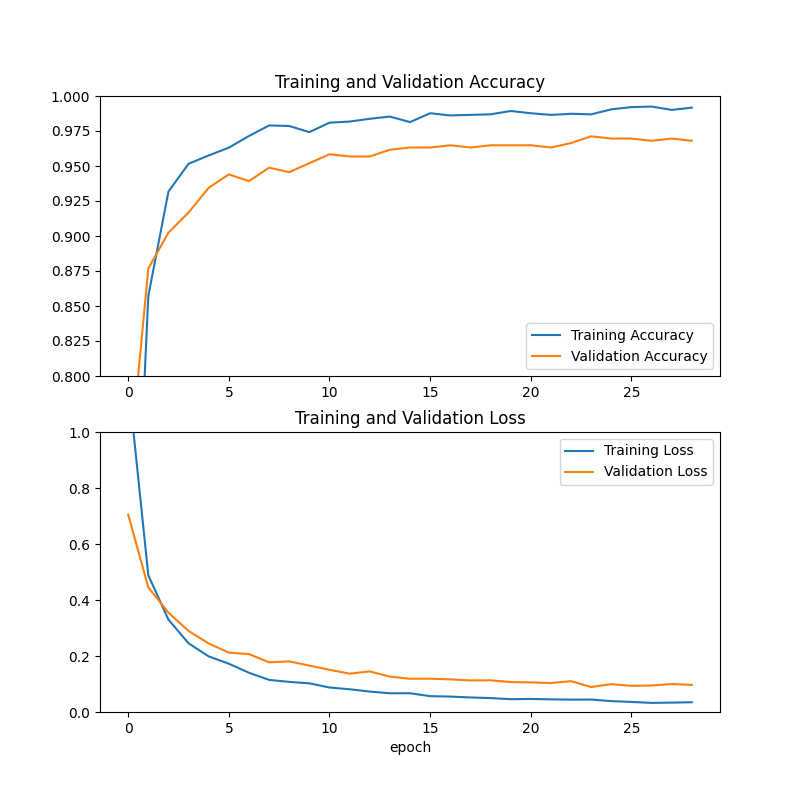 Training and Validation Accuracy
1.000
0.975
0.950
0.925
0.900
0.875
0.850
0.825
0.800
Training Accuracy
Validation Accuracy
0 5 10 15 20 25
Training and Validation Loss
1.0
0.8
0.6
0.4
0.2
0.0
Training Loss
Validation Loss
0 5 10 15 20 25
epoch